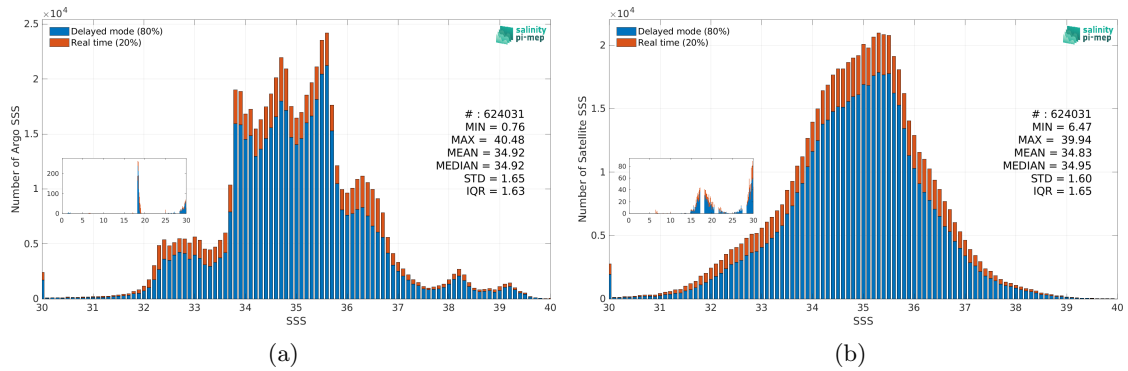 ×10⁴
Delayed mode (80%)
Real time (20%)
salinity
pi-mep
2.5
2
1.5
1
0.5
0
Number of Argo SSS
# : 624031
MIN = 0.76
MAX = 40.48
MEAN = 34.92
MEDIAN = 34.92
STD = 1.65
IQR = 1.63
200
100
0
0 5 10 15 20 25 30
30 31 32 33 34 35 36 37 38 39 40
SSS
(a)
×10⁴
Delayed mode (80%)
Real time (20%)
salinity
pi-mep
2
1.5
1
0.5
0
Number of Satellite SSS
# : 624031
MIN = 6.47
MAX = 39.94
MEAN = 34.83
MEDIAN = 34.95
STD = 1.60
IQR = 1.65
80
60
40
20
0
0 5 10 15 20 25 30
30 31 32 33 34 35 36 37 38 39 40
SSS
(b)